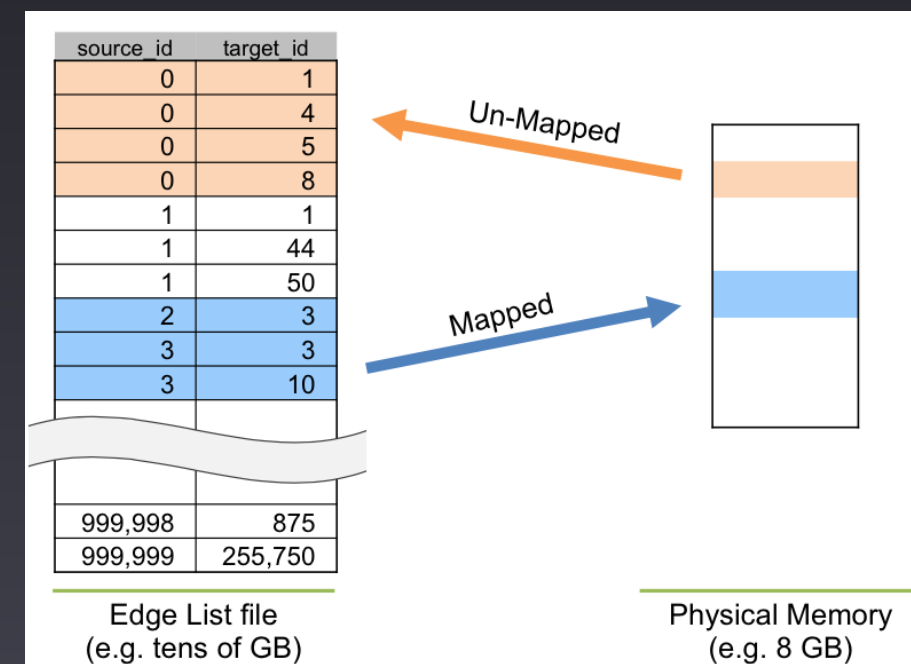 source_id target_id
0 1
0 4
0 5
0 8
1 1
1 44
1 50
2 3
3 3
3 10
999,998 875
999,999 255,750
Edge List file
(e.g. tens of GB)
Un-Mapped
Mapped
Physical Memory
(e.g. 8 GB)